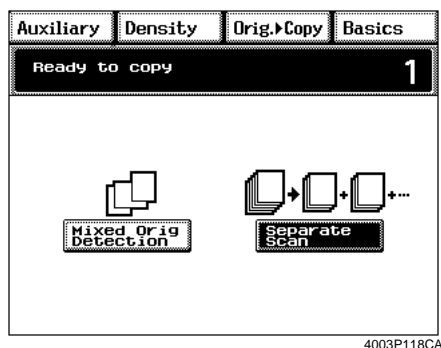 Auxiliary Density Orig.▸Copy Basics
Ready to copy 1
Mixed Orig Detection
Separate Scan
4003P118CA